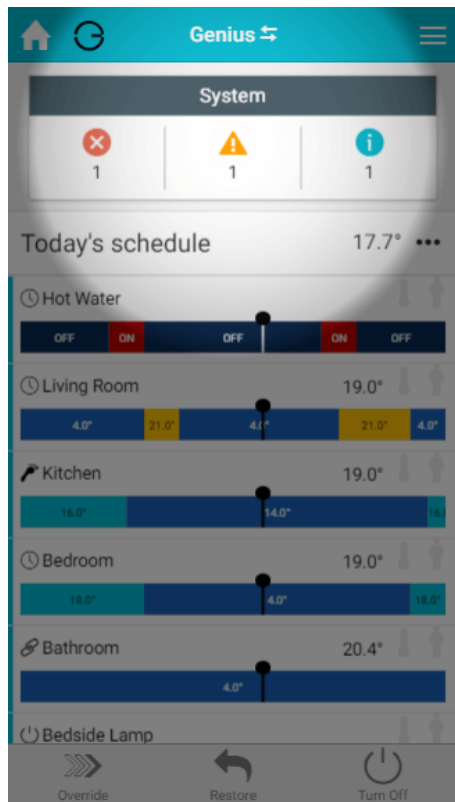 Genius
System
1 1 1
Today's schedule 17.7°
Hot Water
OFF ON OFF ON OFF
Living Room 19.0°
4.0° 21.0° 4.0° 21.0° 4.0°
Kitchen 19.0°
16.0° 14.0° 16.
Bedroom 19.0°
18.0° 4.0° 18.0°
Bathroom 20.4°
4.0°
Bedside Lamp
Override Restore Turn Off